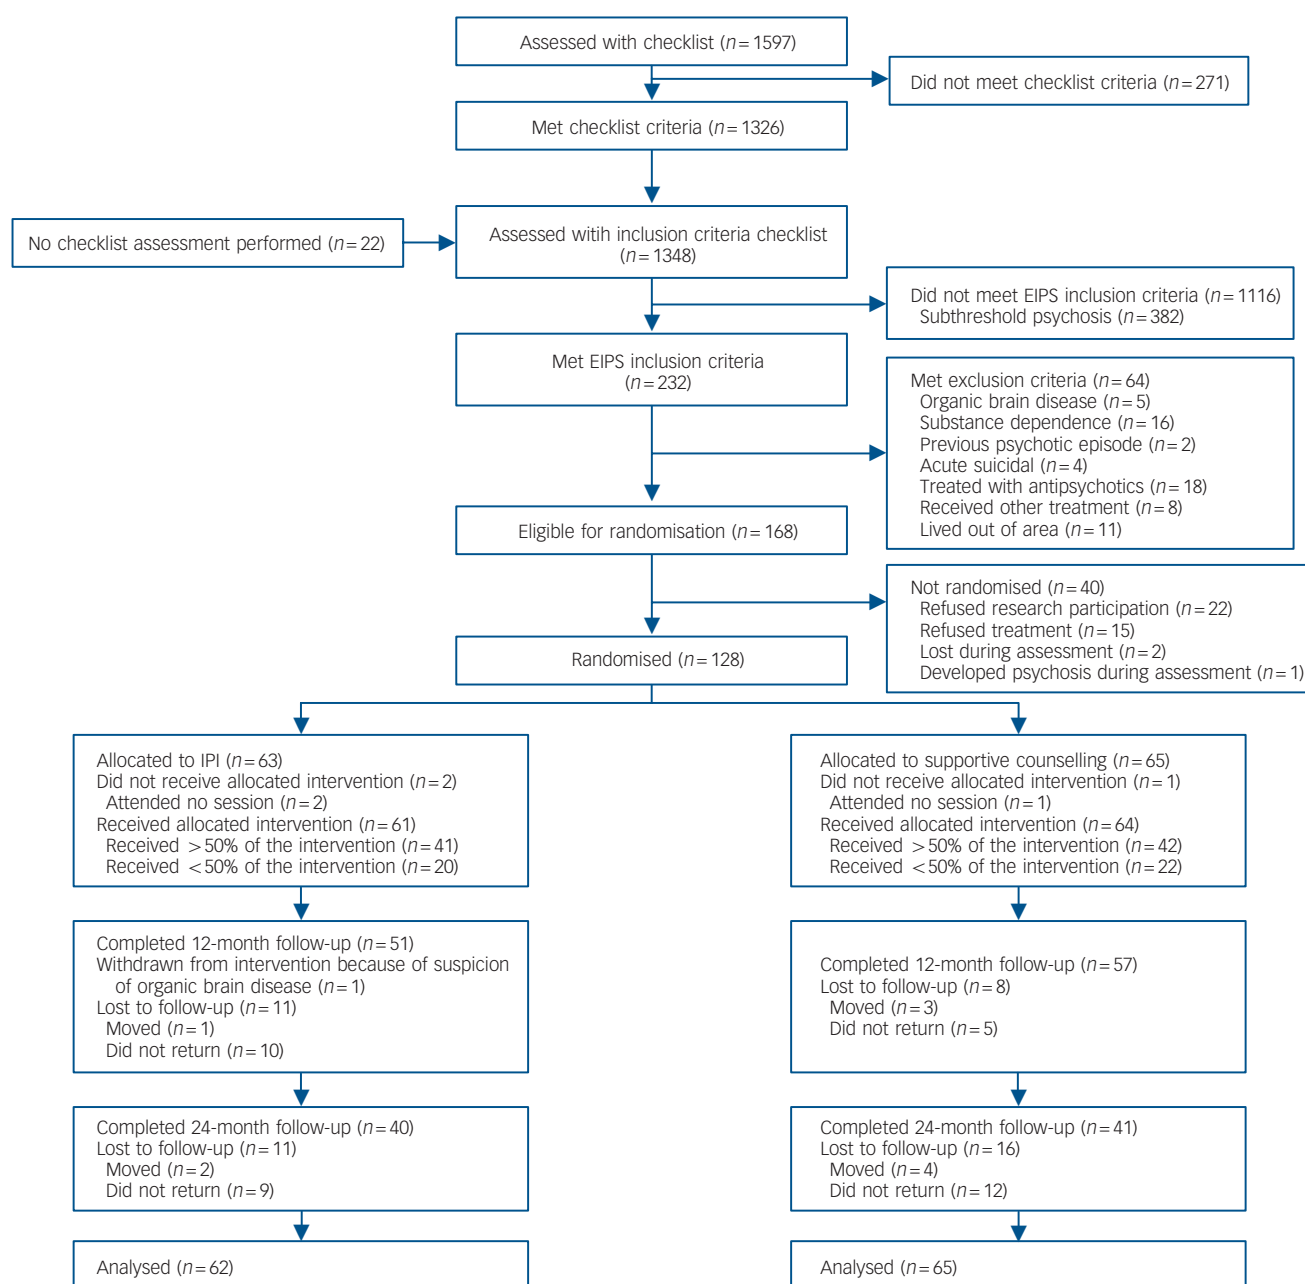 Assessed with checklist (n=1597)
Did not meet checklist criteria (n=271)
Met checklist criteria (n=1326)
No checklist assessment performed (n=22)
Assessed witih inclusion criteria checklist
(n=1348)
Did not meet EIPS inclusion criteria (n=1116)
Subthreshold psychosis (n=382)
Met EIPS inclusion criteria
(n=232)
Met exclusion criteria (n=64)
Organic brain disease (n=5)
Substance dependence (n=16)
Previous psychotic episode (n=2)
Acute suicidal (n=4)
Treated with antipsychotics (n=18)
Received other treatment (n=8)
Lived out of area (n=11)
Eligible for randomisation (n=168)
Not randomised (n=40)
Refused research participation (n=22)
Refused treatment (n=15)
Lost during assessment (n=2)
Developed psychosis during assessment (n=1)
Randomised (n=128)
Allocated to IPI (n=63)
Did not receive allocated intervention (n=2)
Attended no session (n=2)
Received allocated intervention (n=61)
Received >50% of the intervention (n=41)
Received <50% of the intervention (n=20)
Allocated to supportive counselling (n=65)
Did not receive allocated intervention (n=1)
Attended no session (n=1)
Received allocated intervention (n=64)
Received >50% of the intervention (n=42)
Received <50% of the intervention (n=22)
Completed 12-month follow-up (n=51)
Withdrawn from intervention because of suspicion
of organic brain disease (n=1)
Lost to follow-up (n=11)
Moved (n=1)
Did not return (n=10)
Completed 12-month follow-up (n=57)
Lost to follow-up (n=8)
Moved (n=3)
Did not return (n=5)
Completed 24-month follow-up (n=40)
Lost to follow-up (n=11)
Moved (n=2)
Did not return (n=9)
Completed 24-month follow-up (n=41)
Lost to follow-up (n=16)
Moved (n=4)
Did not return (n=12)
Analysed (n=62)
Analysed (n=65)